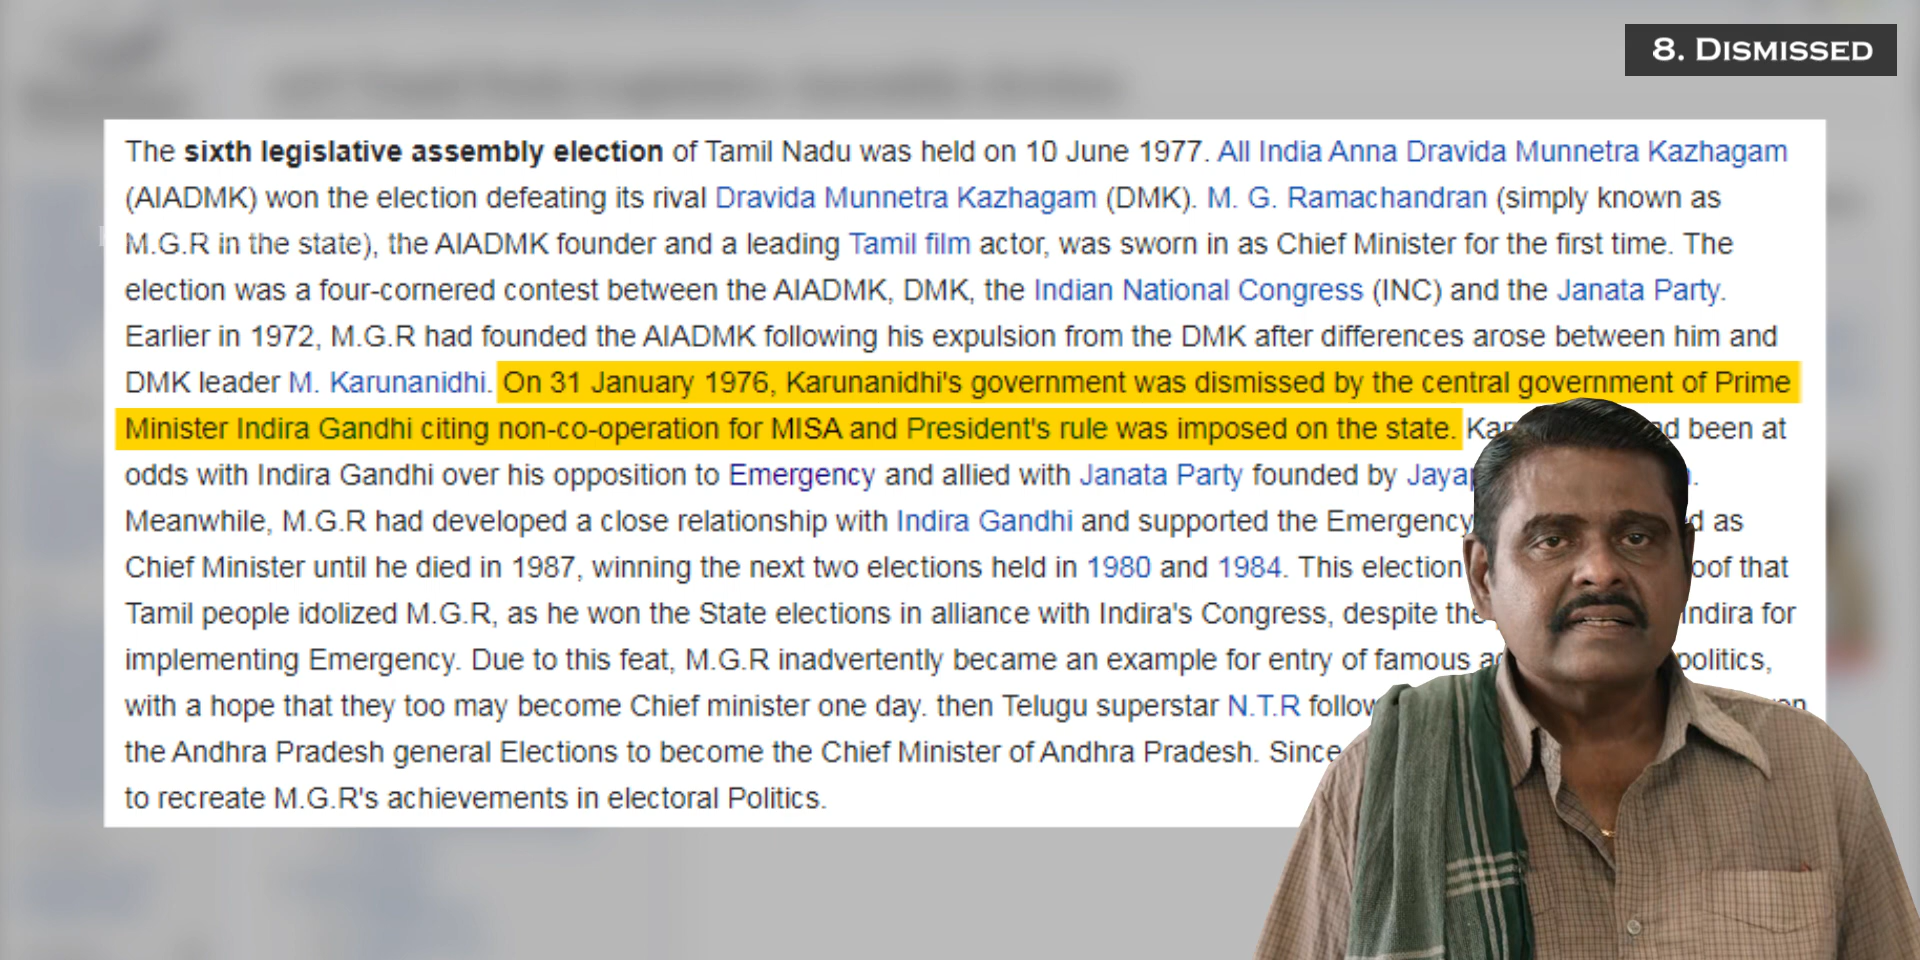 8. DISMISSED
The sixth legislative assembly election of Tamil Nadu was held on 10 June 1977. All India Anna Dravida Munnetra Kazhagam
(AIADMK) won the election defeating its rival Dravida Munnetra Kazhagam (DMK). M. G. Ramachandran (simply known as
M.G.R in the state), the AIADMK founder and a leading Tamil film actor, was sworn in as Chief Minister for the first time. The
election was a four-cornered contest between the AIADMK, DMK, the Indian National Congress (INC) and the Janata Party.
Earlier in 1972, M.G.R had founded the AIADMK following his expulsion from the DMK after differences arose between him and
DMK leader M. Karunanidhi. On 31 January 1976, Karunanidhi's government was dismissed by the central government of Prime
Minister Indira Gandhi citing non-co-operation for MISA and President's rule was imposed on the state. been at
odds with Indira Gandhi over his opposition to Emergency and allied with Janata Party founded by
Meanwhile, M.G.R had developed a close relationship with Indira Gandhi and supported the Emergency as
Chief Minister until he died in 1987, winning the next two elections held in 1980 and 1984. This election that
Tamil people idolized M.G.R, as he won the State elections in alliance with Indira's Congress, despite the Indira for
implementing Emergency. Due to this feat, M.G.R inadvertently became an example for entry of famous politics,
with a hope that they too may become Chief minister one day. then Telugu superstar N.T.R
the Andhra Pradesh general Elections to become the Chief Minister of Andhra Pradesh. Since
to recreate M.G.R's achievements in electoral Politics.